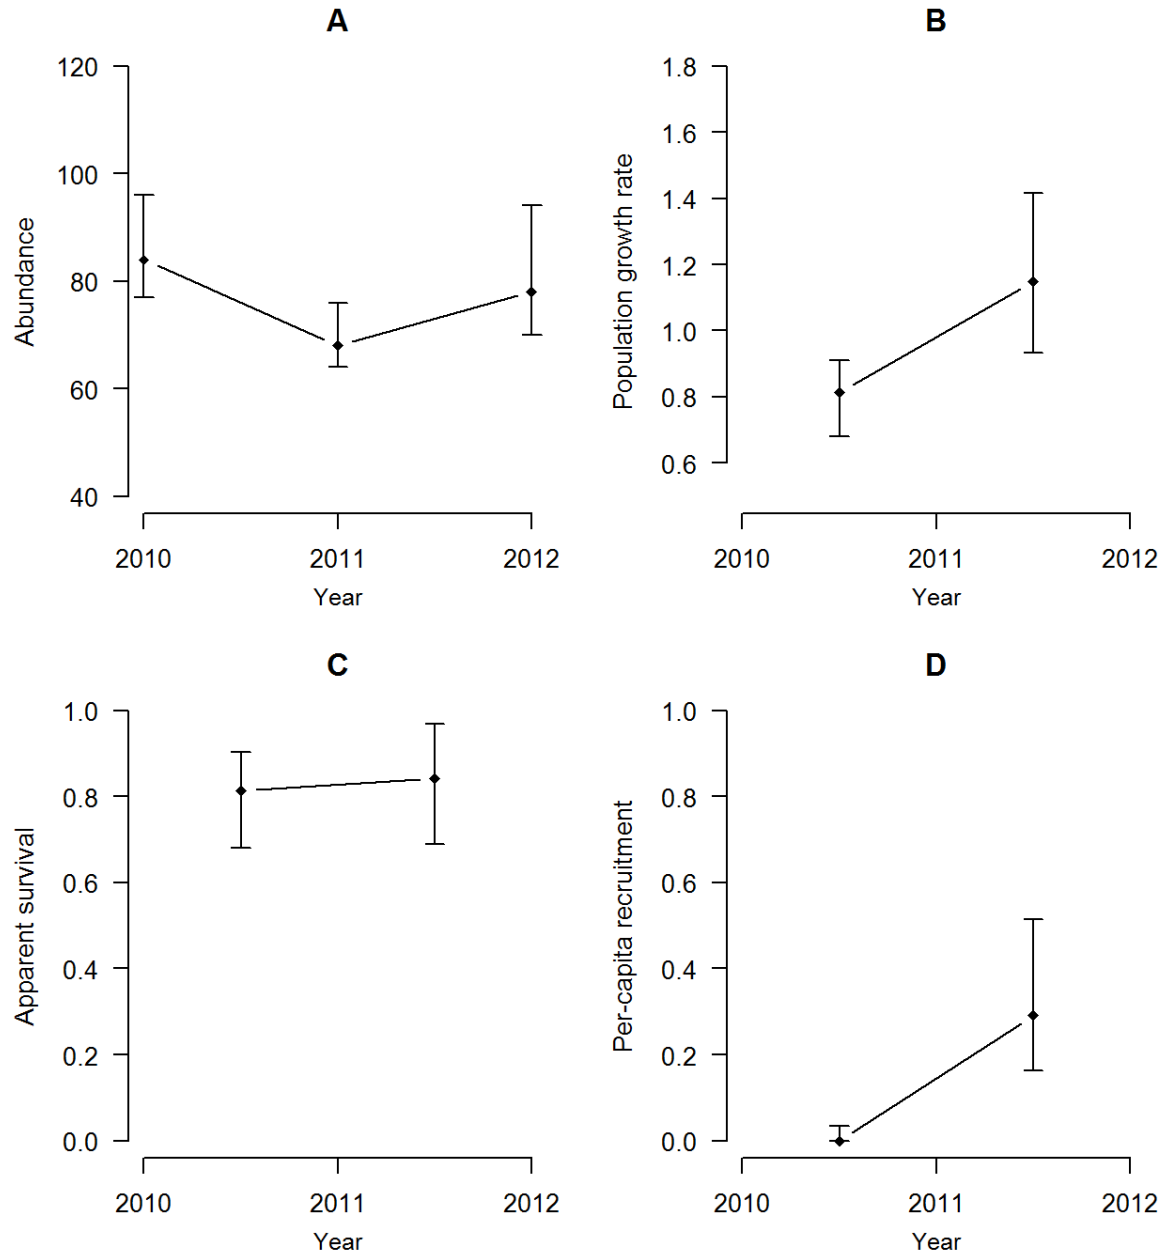 A
Abundance
120
100
80
60
40
2010 2011 2012
Year
B
Population growth rate
1.8
1.6
1.4
1.2
1.0
0.8
0.6
2010 2011 2012
Year
C
Apparent survival
1.0
0.8
0.6
0.4
0.2
0.0
2010 2011 2012
Year
D
Per-capita recruitment
1.0
0.8
0.6
0.4
0.2
0.0
2010 2011 2012
Year